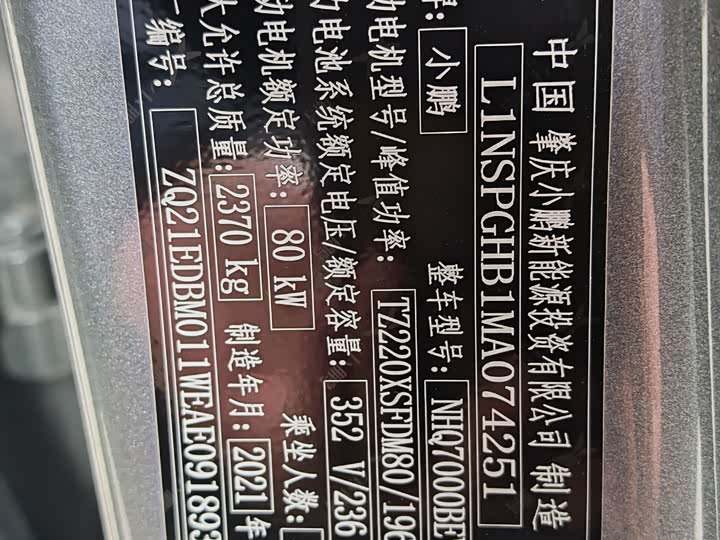 中国 肇庆小鹏新能源投资有限公司 制造
L1NSPGHB1MA074251
牌: 小鹏 整车型号: NHQ7000BE
动电机型号/峰值功率: TZ220XSFDM80/196
力电池系统额定电压/额定容量: 352 V/236
动电机额定功率: 80 kW 乘坐人数:
大允许总质量: 2370 kg 制造年月: 2021 年
编号: ZQ21EDBM011WEAE091893